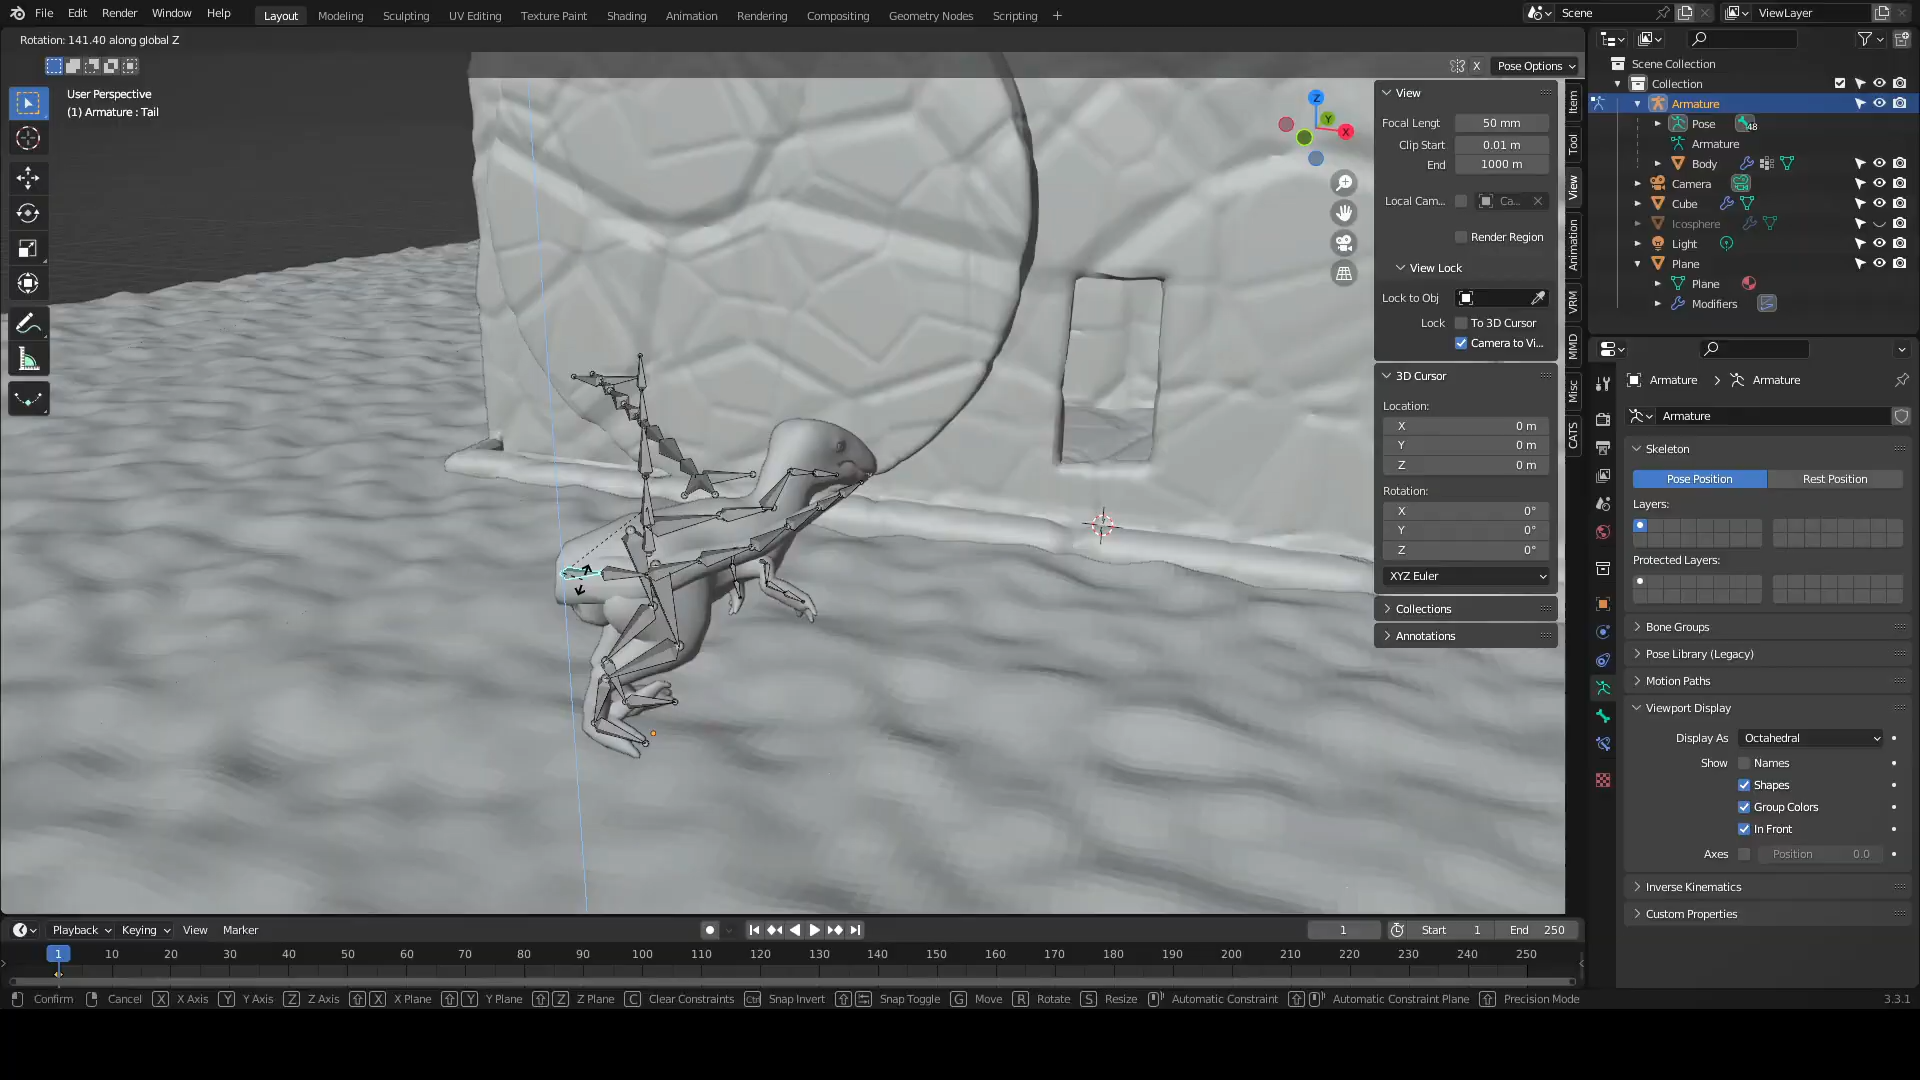 File Edit Render Window Help Layout Modeling Sculpting UV Editing Texture Paint Shading Animation Rendering Compositing Geometry Nodes Scripting + Scene ViewLayer
Rotation: 141.40 along global Z
X Pose Options
User Perspective
(1) Armature : Tail
Z
Y
X
View
Focal Lengt 50 mm
Clip Start 0.01 m
End 1000 m
Local Cam... Ca...
Render Region
View Lock
Lock to Obj
Lock To 3D Cursor
Camera to Vi...
3D Cursor
Location:
X 0 m
Y 0 m
Z 0 m
Rotation:
X 0°
Y 0°
Z 0°
XYZ Euler
Collections
Annotations
Item
Tool
View
Animation
VRM
MMD
Misc
CATS
Scene Collection
Collection
Armature
Pose 48
Armature
Body
Camera
Cube
Icosphere
Light
Plane
Plane
Modifiers
Armature > Armature
Armature
Skeleton
Pose Position Rest Position
Layers:
Protected Layers:
Bone Groups
Pose Library (Legacy)
Motion Paths
Viewport Display
Display As Octahedral
Show Names
Shapes
Group Colors
In Front
Axes Position 0.0
Inverse Kinematics
Custom Properties
Playback Keying View Marker 1 Start 1 End 250
1 10 20 30 40 50 60 70 80 90 100 110 120 130 140 150 160 170 180 190 200 210 220 230 240 250
Confirm Cancel X X Axis Y Y Axis Z Z Axis X X Plane Y Y Plane Z Z Plane C Clear Constraints Ctrl Snap Invert Snap Toggle G Move R Rotate S Resize Automatic Constraint Automatic Constraint Plane Precision Mode 3.3.1